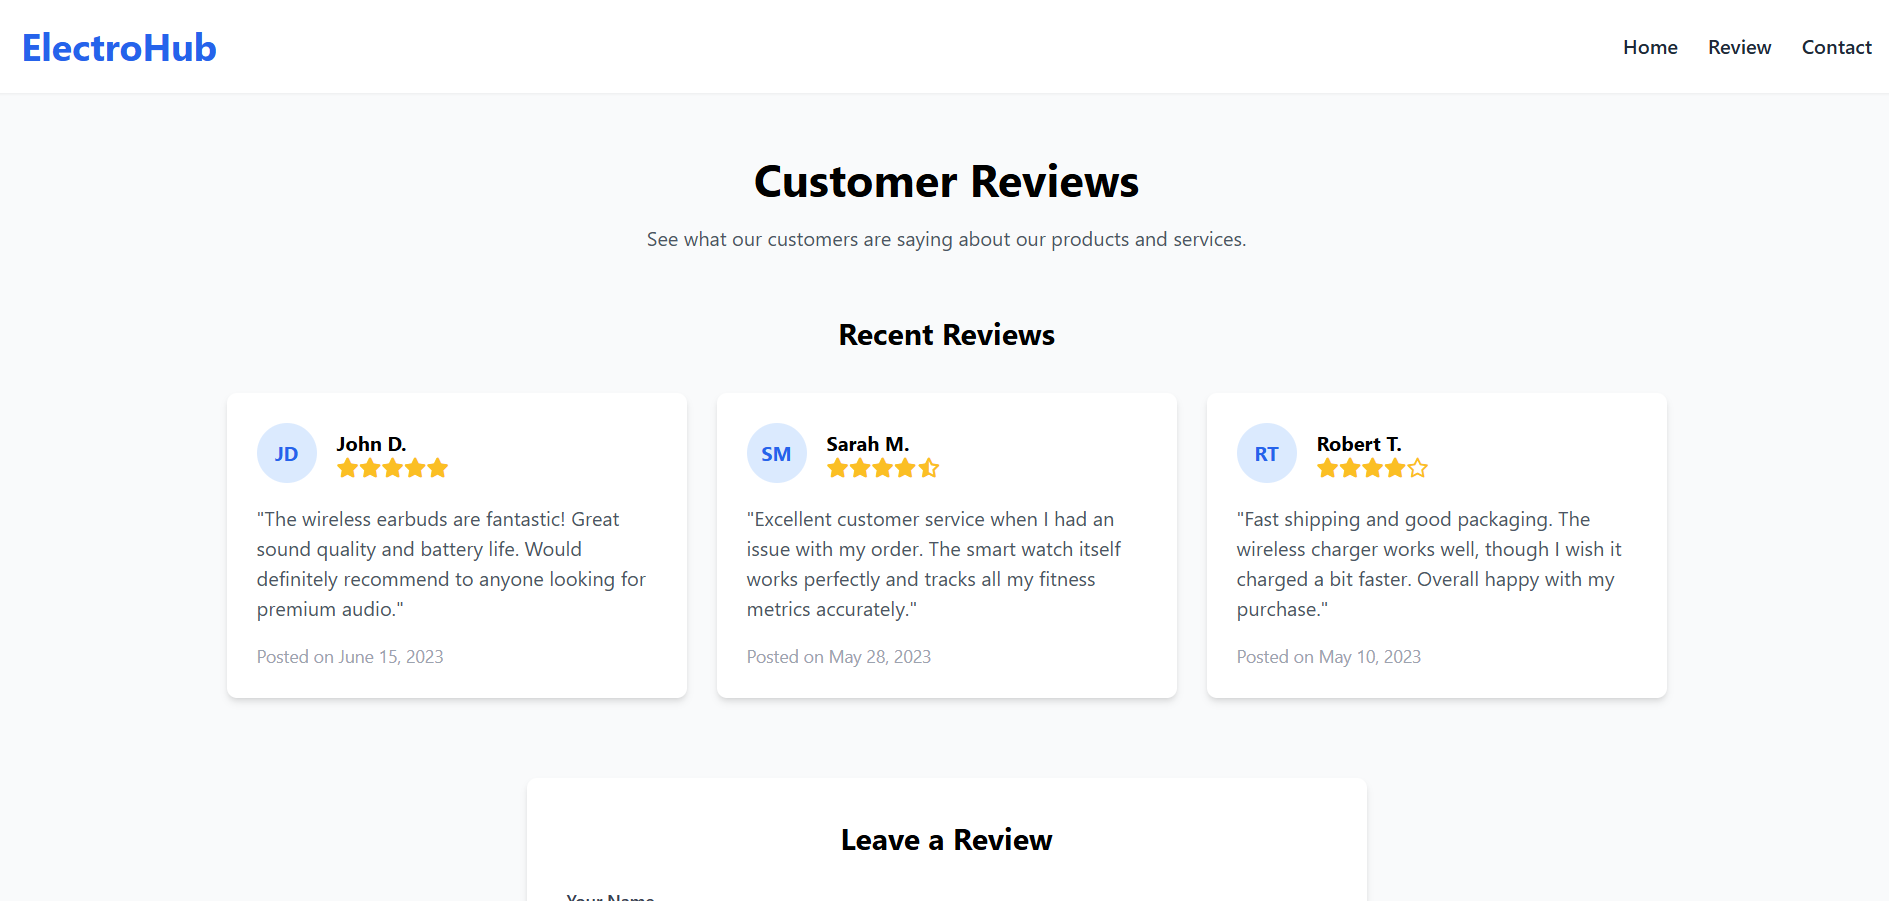 ElectroHub
Home Review Contact
Customer Reviews
See what our customers are saying about our products and services.
Recent Reviews
JD
John D.
"The wireless earbuds are fantastic! Great
sound quality and battery life. Would
definitely recommend to anyone looking for
premium audio."
Posted on June 15, 2023
SM
Sarah M.
"Excellent customer service when I had an
issue with my order. The smart watch itself
works perfectly and tracks all my fitness
metrics accurately."
Posted on May 28, 2023
RT
Robert T.
"Fast shipping and good packaging. The
wireless charger works well, though I wish it
charged a bit faster. Overall happy with my
purchase."
Posted on May 10, 2023
Leave a Review
Your Name